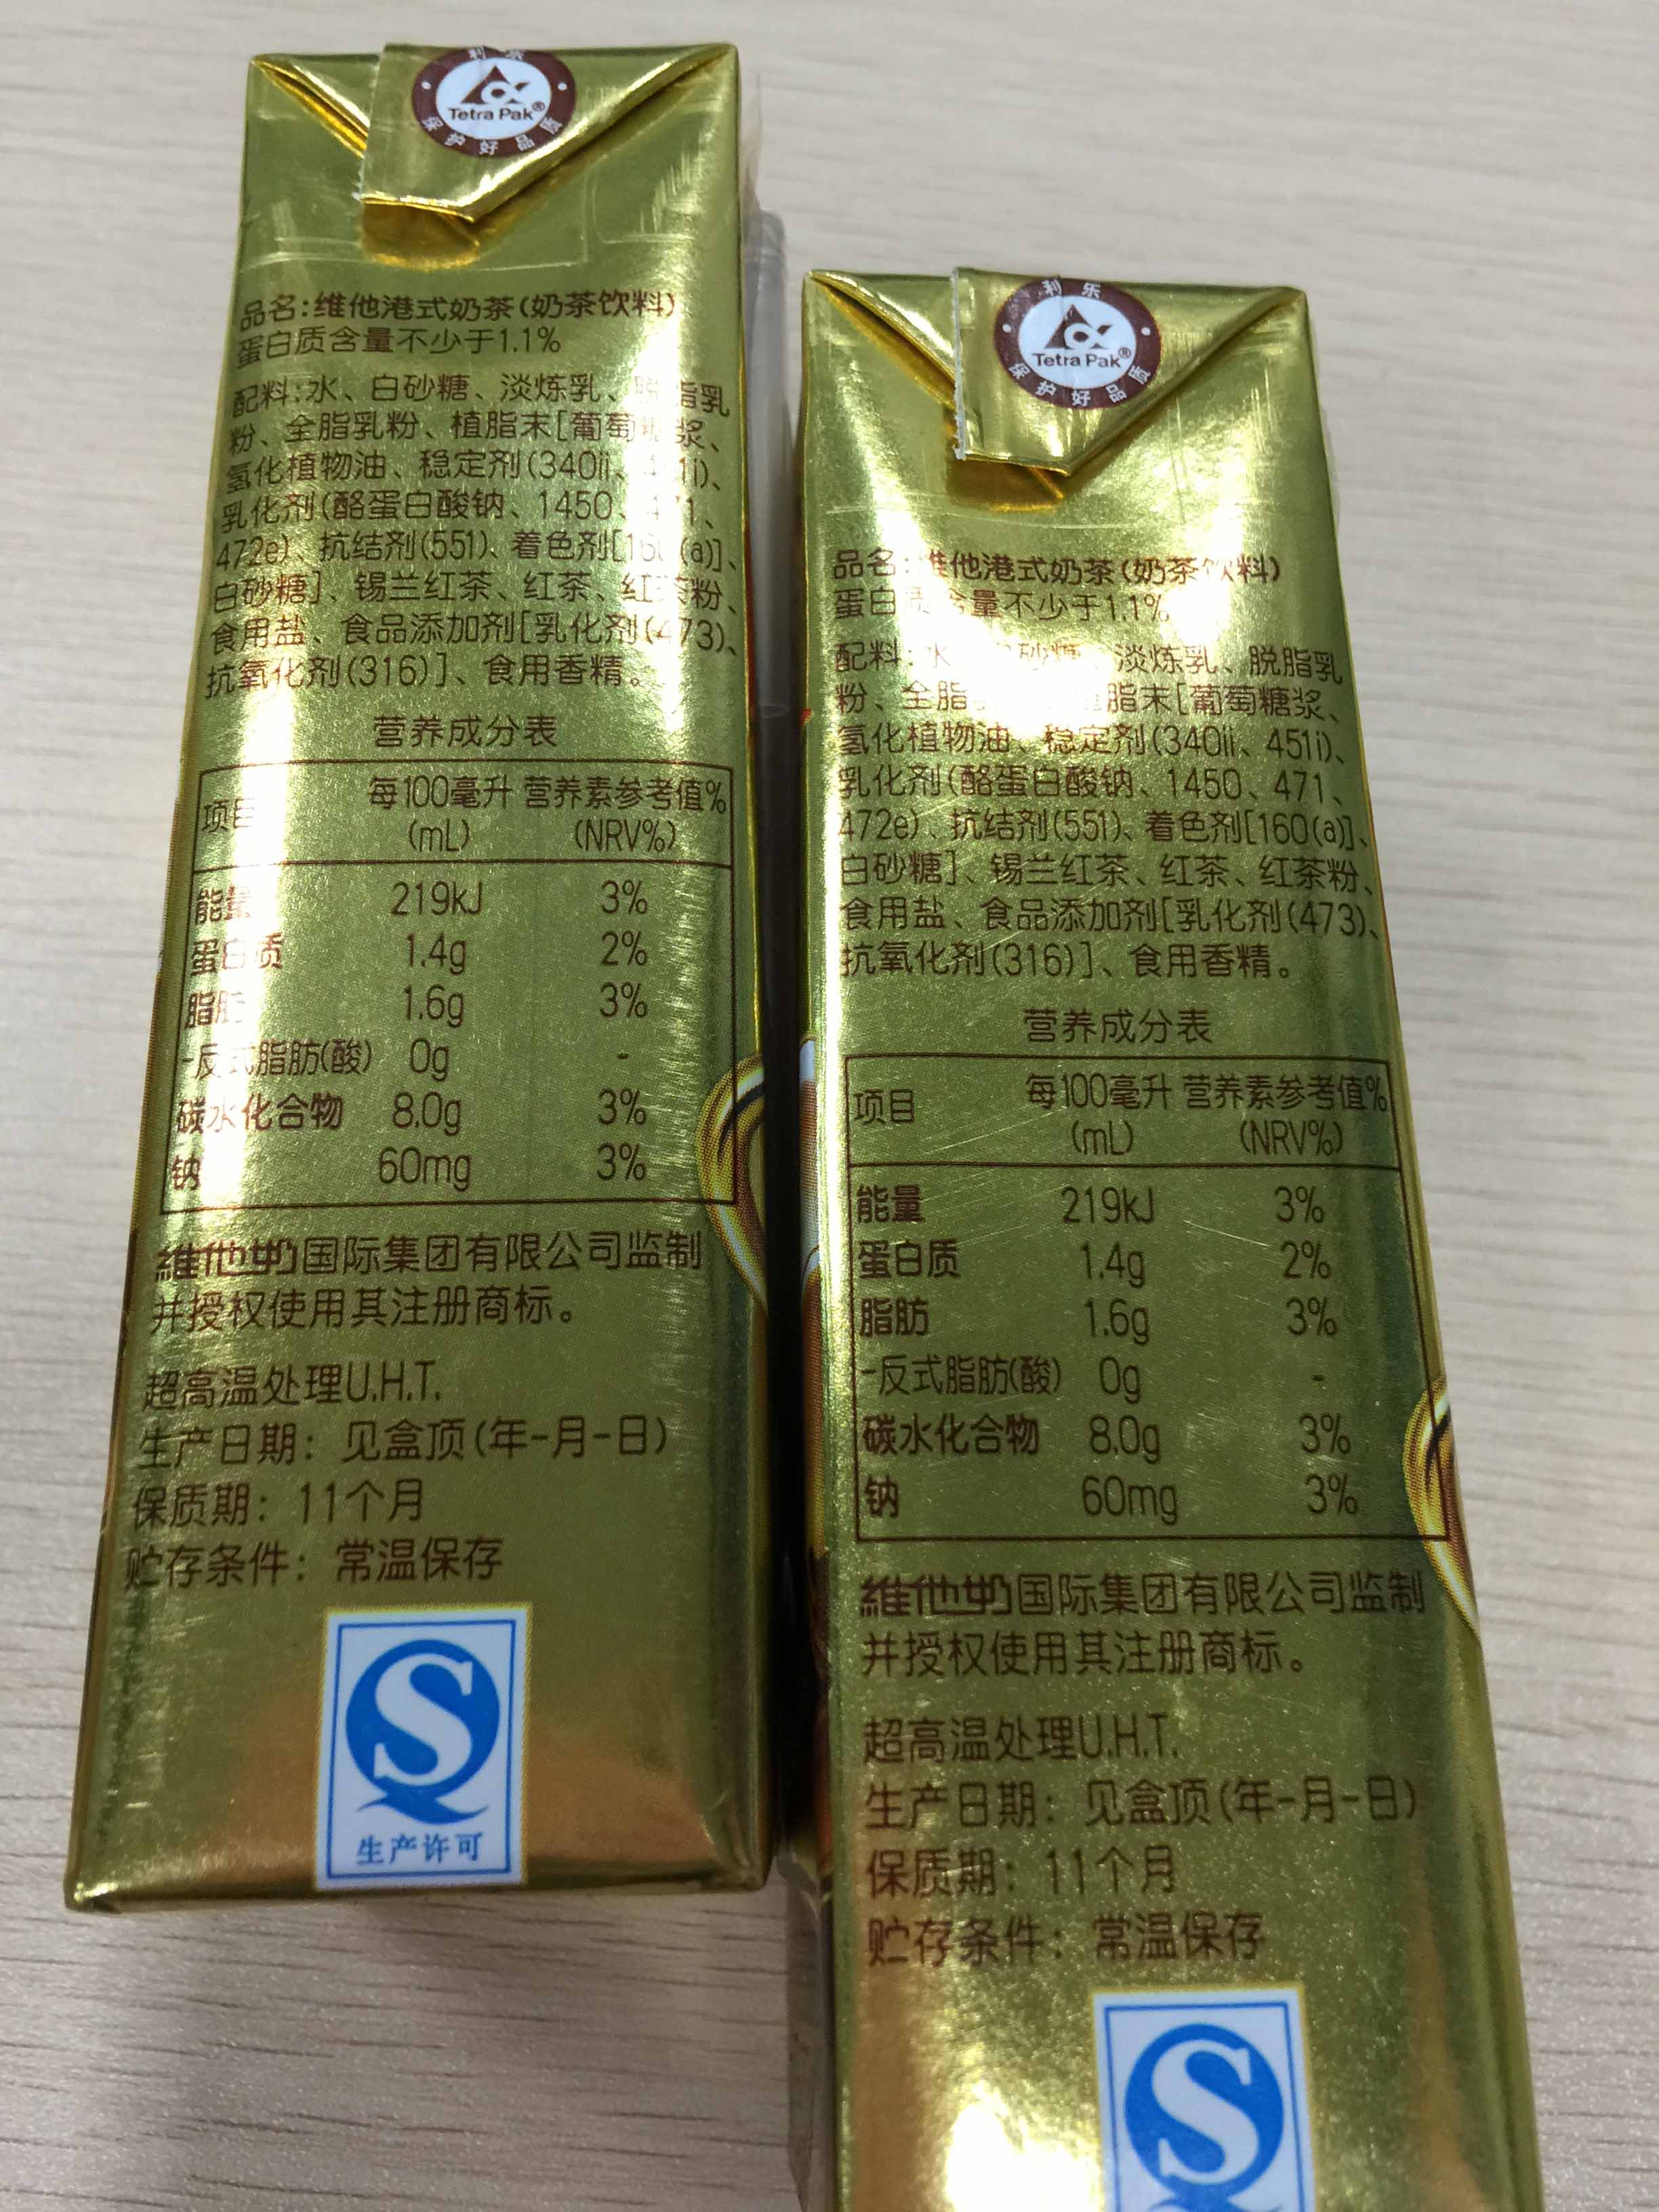 利乐
Tetra Pak®
保护好品质
品名:维他港式奶茶(奶茶饮料)
蛋白质含量不少于1.1%
配料:水、白砂糖、淡炼乳、脱脂乳
粉、全脂乳粉、植脂末[葡萄糖浆、
氢化植物油、稳定剂(340ii、451i)、
乳化剂(酪蛋白酸钠、1450、471、
472e)、抗结剂(551)、着色剂[160(a)]、
白砂糖]、锡兰红茶、红茶、红茶粉、
食用盐、食品添加剂[乳化剂(473)、
抗氧化剂(316)]、食用香精。
营养成分表
项目 每100毫升 营养素参考值%
(mL) (NRV%)
能量 219kJ 3%
蛋白质 1.4g 2%
脂肪 1.6g 3%
-反式脂肪(酸) 0g -
碳水化合物 8.0g 3%
钠 60mg 3%
維他奶国际集团有限公司监制
并授权使用其注册商标。
超高温处理U.H.T.
生产日期：见盒顶(年-月-日)
保质期：11个月
贮存条件：常温保存
S
生产许可
利乐
Tetra Pak®
保护好品质
品名:维他港式奶茶(奶茶饮料)
蛋白质含量不少于1.1%
配料:水、白砂糖、淡炼乳、脱脂乳
粉、全脂乳粉、植脂末[葡萄糖浆、
氢化植物油、稳定剂(340ii、451i)、
乳化剂(酪蛋白酸钠、1450、471、
472e)、抗结剂(551)、着色剂[160(a)]、
白砂糖]、锡兰红茶、红茶、红茶粉、
食用盐、食品添加剂[乳化剂(473)、
抗氧化剂(316)]、食用香精。
营养成分表
项目 每100毫升 营养素参考值%
(mL) (NRV%)
能量 219kJ 3%
蛋白质 1.4g 2%
脂肪 1.6g 3%
-反式脂肪(酸) 0g -
碳水化合物 8.0g 3%
钠 60mg 3%
維他奶国际集团有限公司监制
并授权使用其注册商标。
超高温处理U.H.T.
生产日期：见盒顶(年-月-日)
保质期：11个月
贮存条件：常温保存
S